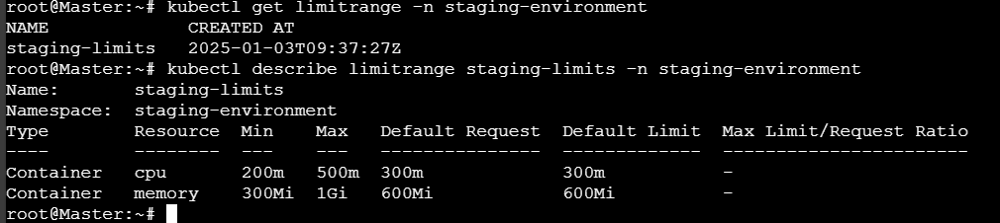 root@Master:~# kubectl get limitrange -n staging-environment
NAME             CREATED AT
staging-limits   2025-01-03T09:37:27Z
root@Master:~# kubectl describe limitrange staging-limits -n staging-environment
Name:       staging-limits
Namespace:  staging-environment
Type        Resource  Min    Max   Default Request  Default Limit  Max Limit/Request Ratio
----        --------  ---    ---   ---------------  -------------  -----------------------
Container   cpu       200m   500m  300m             300m           -
Container   memory    300Mi  1Gi   600Mi            600Mi          -
root@Master:~#